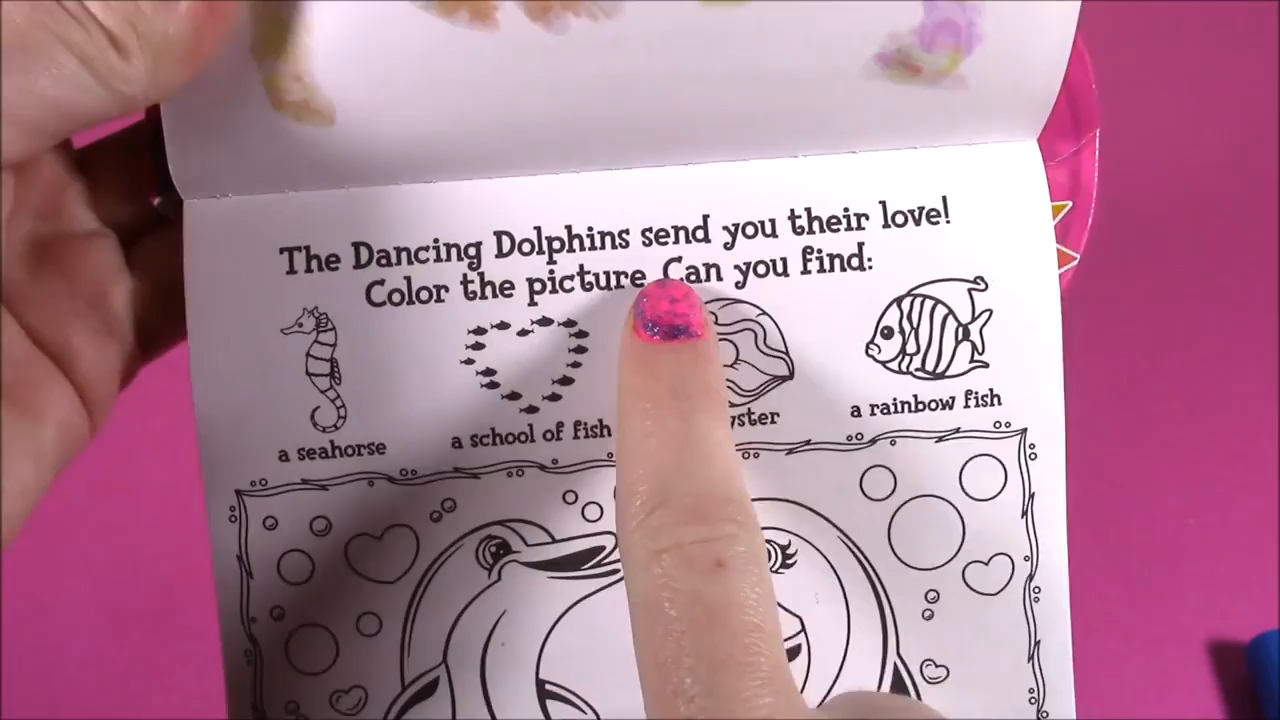 The Dancing Dolphins send you their love!
Color the picture Can you find:
a seahorse
a school of fish
yster
a rainbow fish